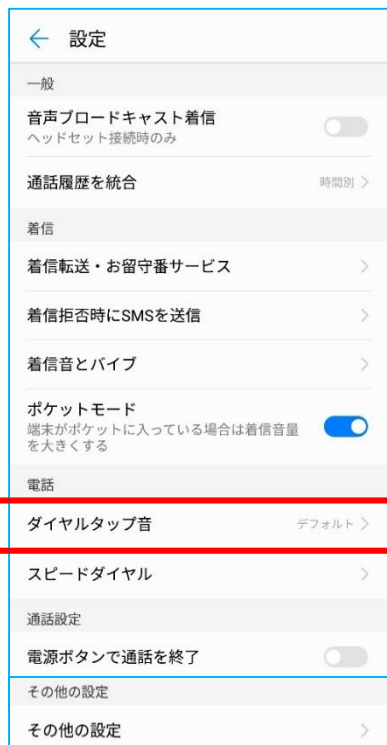 ← 設定
一般
音声ブロードキャスト着信
ヘッドセット接続時のみ
通話履歴を統合 時間別 >
着信
着信転送・お留守番サービス >
着信拒否時にSMSを送信 >
着信音とバイブ >
ポケットモード
端末がポケットに入っている場合は着信音量
を大きくする
電話
ダイヤルタップ音 デフォルト >
スピードダイヤル >
通話設定
電源ボタンで通話を終了
その他の設定
その他の設定 >